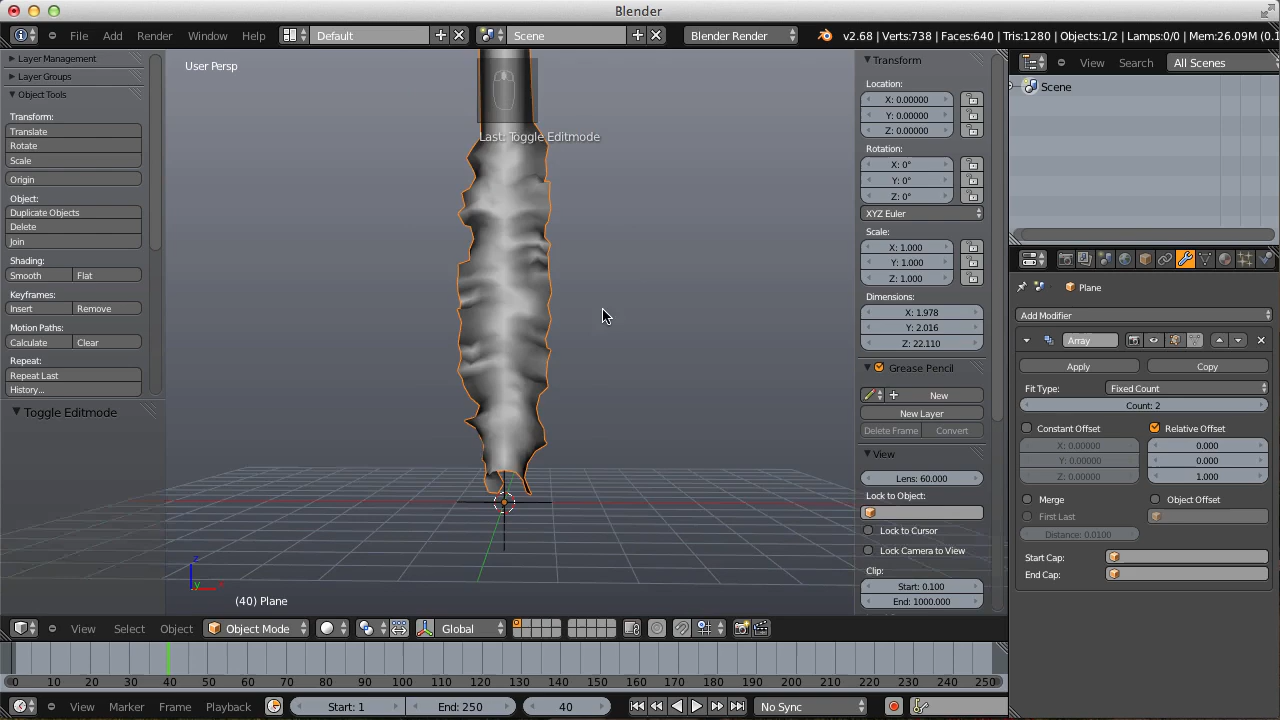 Blender
File Add Render Window Help Default Scene Blender Render v2.68 | Verts:738 | Faces:640 | Tris:1280 | Objects:1/2 | Lamps:0/0 | Mem:26.09M (0.1
Layer Management
Layer Groups
Object Tools
Transform:
Translate
Rotate
Scale
Origin
Object:
Duplicate Objects
Delete
Join
Shading:
Smooth Flat
Keyframes:
Insert Remove
Motion Paths:
Calculate Clear
Repeat:
Repeat Last
History...
Toggle Editmode
User Persp
Last: Toggle Editmode
(40) Plane
Transform
Location:
X: 0.00000
Y: 0.00000
Z: 0.00000
Rotation:
X: 0°
Y: 0°
Z: 0°
XYZ Euler
Scale:
X: 1.000
Y: 1.000
Z: 1.000
Dimensions:
X: 1.978
Y: 2.016
Z: 22.110
Grease Pencil
New
New Layer
Delete Frame Convert
View
Lens: 60.000
Lock to Object:
Lock to Cursor
Lock Camera to View
Clip:
Start: 0.100
End: 1000.000
View Search All Scenes
Scene
Plane
Add Modifier
Array
Apply Copy
Fit Type: Fixed Count
Count: 2
Constant Offset Relative Offset
X: 0.00000 0.000
Y: 0.00000 0.000
Z: 0.00000 1.000
Merge Object Offset
First Last
Distance: 0.0100
Start Cap:
End Cap:
View Select Object Object Mode Global
0 10 20 30 40 50 60 70 80 90 100 110 120 130 140 150 160 170 180 190 200 210 220 230 240 250
View Marker Frame Playback Start: 1 End: 250 40 No Sync